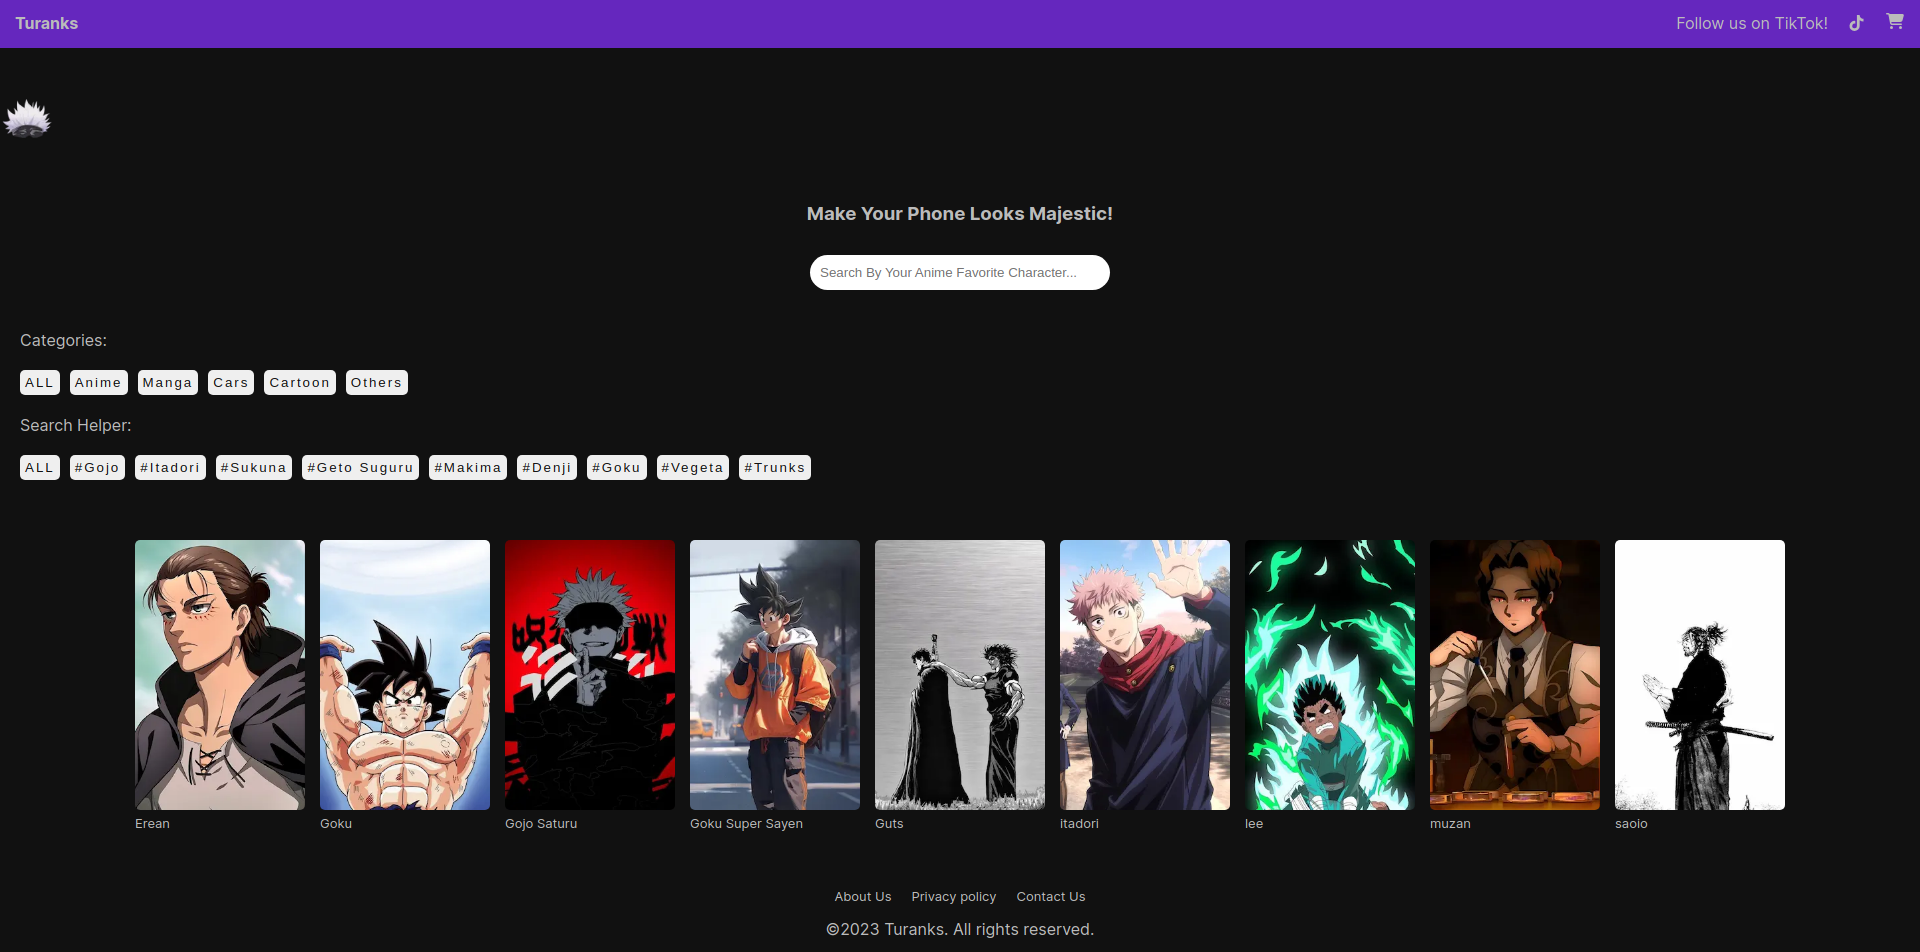 Turanks
Follow us on TikTok!
Make Your Phone Looks Majestic!
Search By Your Anime Favorite Character...
Categories:
ALL Anime Manga Cars Cartoon Others
Search Helper:
ALL #Gojo #Itadori #Sukuna #Geto Suguru #Makima #Denji #Goku #Vegeta #Trunks
Erean Goku Gojo Saturu Goku Super Sayen Guts itadori lee muzan saoio
About Us Privacy policy Contact Us
©2023 Turanks. All rights reserved.